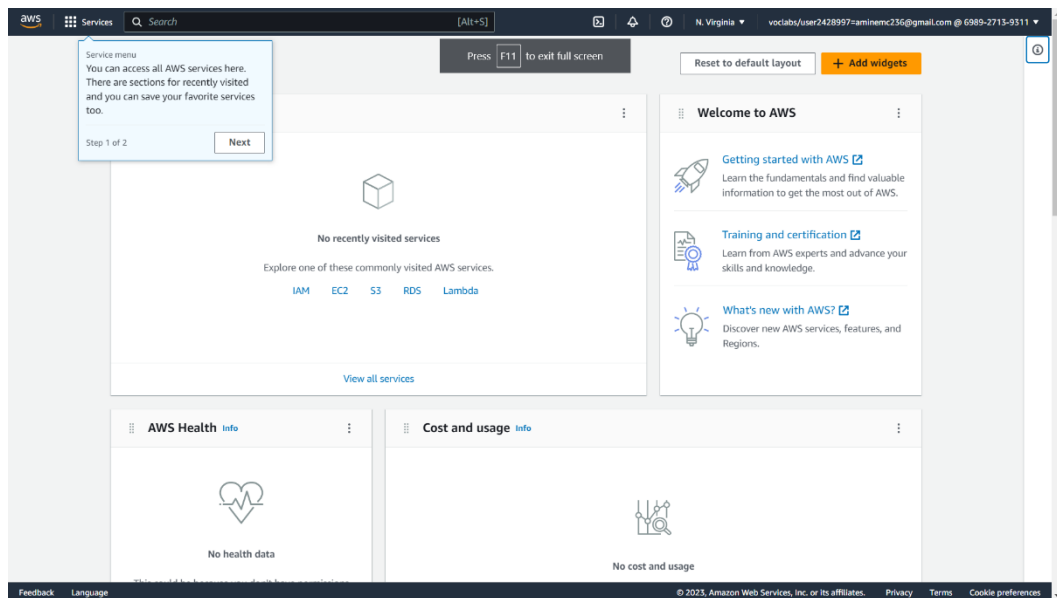 aws
Services
Search
[Alt+S]
N. Virginia ▼
voclabs/user2428997=aminemc236@gmail.com @ 6989-2713-9311 ▼
Service menu
You can access all AWS services here.
There are sections for recently visited
and you can save your favorite services
too.
Step 1 of 2
Next
Press F11 to exit full screen
Reset to default layout
+ Add widgets
No recently visited services
Explore one of these commonly visited AWS services.
IAM EC2 S3 RDS Lambda
View all services
Welcome to AWS
Getting started with AWS
Learn the fundamentals and find valuable
information to get the most out of AWS.
Training and certification
Learn from AWS experts and advance your
skills and knowledge.
What's new with AWS?
Discover new AWS services, features, and
Regions.
AWS Health Info
No health data
Cost and usage Info
No cost and usage
Feedback Language
© 2023, Amazon Web Services, Inc. or its affiliates. Privacy Terms Cookie preferences